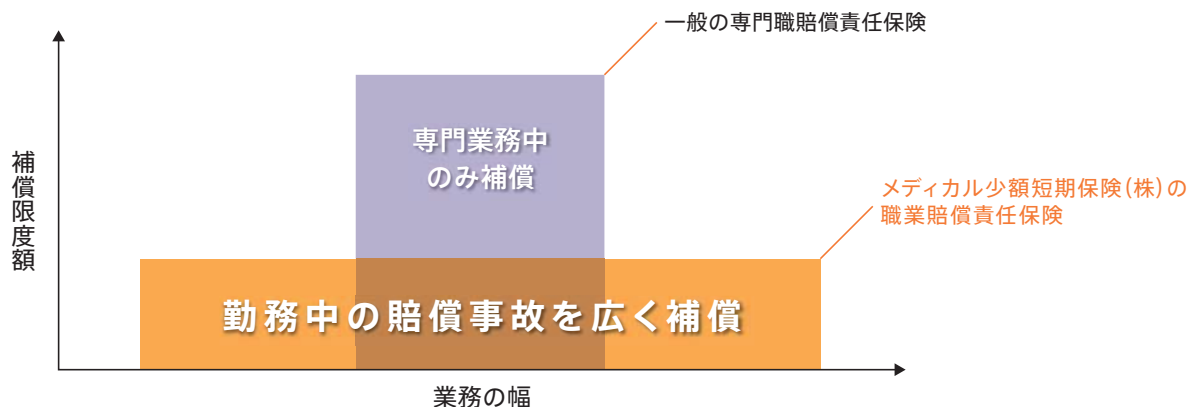 一般の専門職賠償責任保険
専門業務中
のみ補償
補償限度額
メディカル少額短期保険(株)の
職業賠償責任保険
勤務中の賠償事故を広く補償
業務の幅